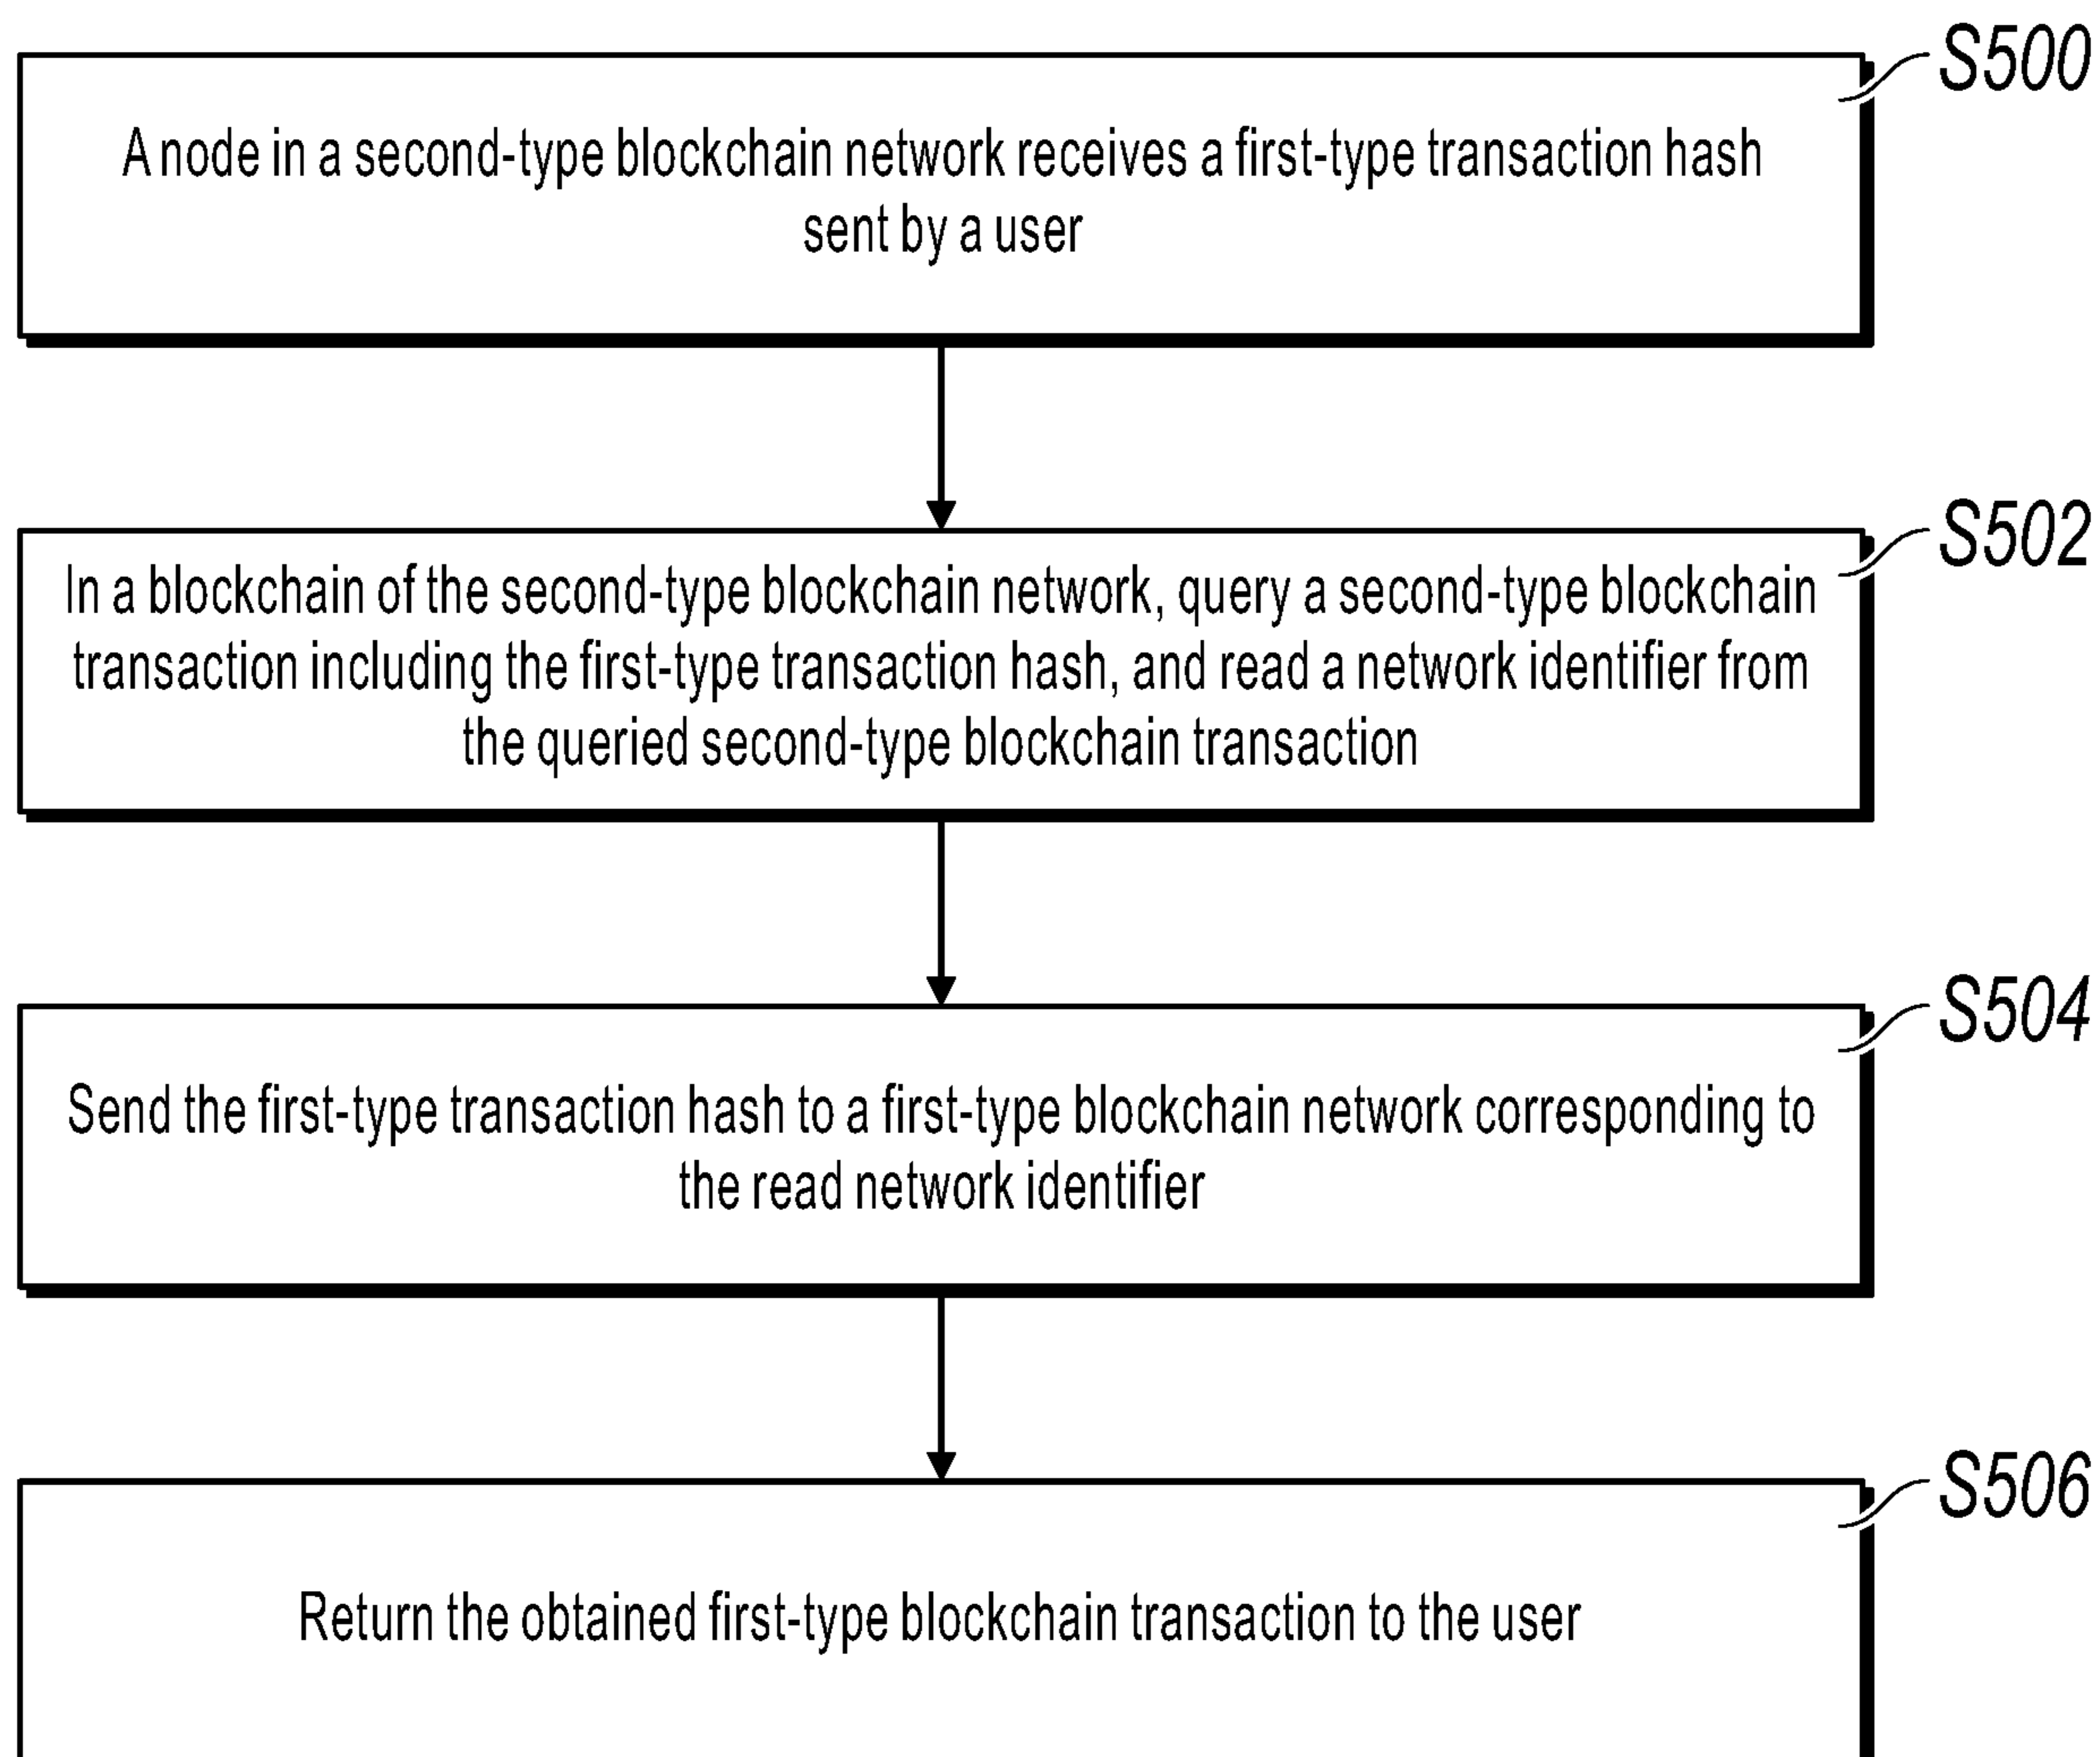 S500
A node in a second-type blockchain network receives a first-type transaction hash
sent by a user
S502
In a blockchain of the second-type blockchain network, query a second-type blockchain
transaction including the first-type transaction hash, and read a network identifier from
the queried second-type blockchain transaction
S504
Send the first-type transaction hash to a first-type blockchain network corresponding to
the read network identifier
S506
Return the obtained first-type blockchain transaction to the user